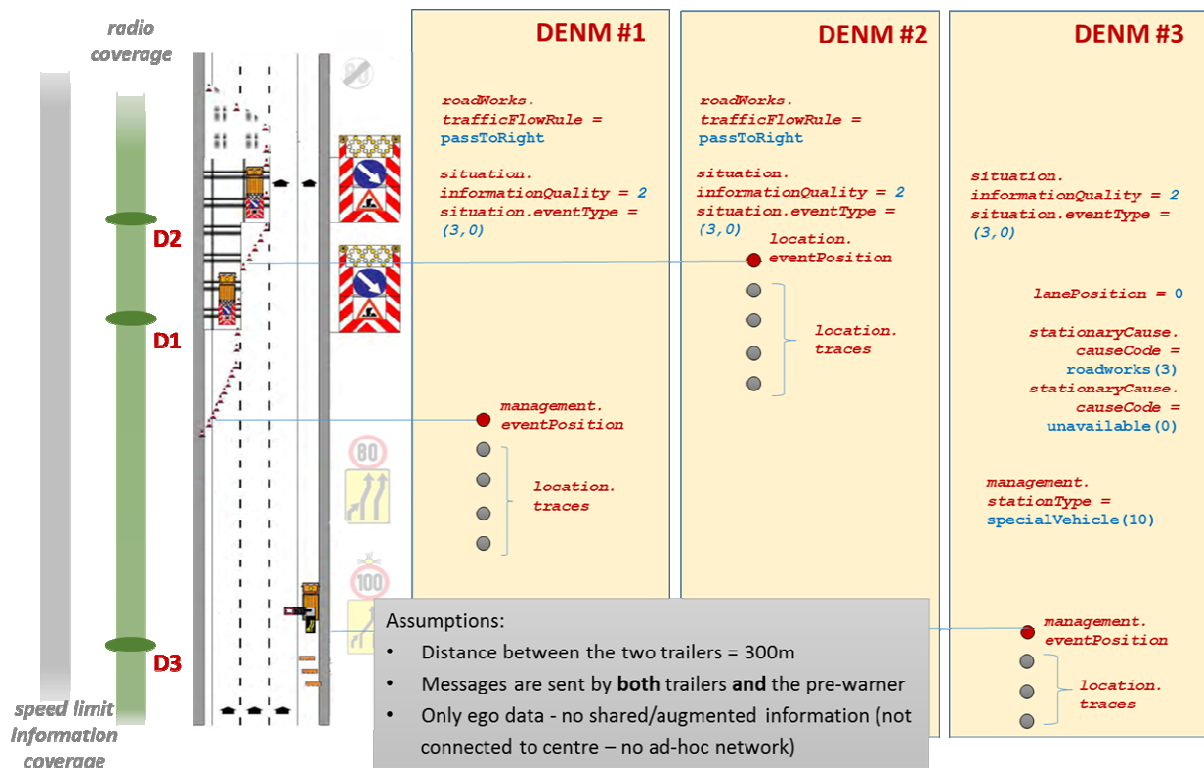 radio
coverage
DENM #1
DENM #2
DENM #3
roadWorks.
trafficFlowRule =
passToRight
situation.
informationQuality = 2
situation.eventType =
(3,0)
management.
eventPosition
location.
traces
roadWorks.
trafficFlowRule =
passToRight
situation.
informationQuality = 2
situation.eventType =
(3,0)
location.
eventPosition
location.
traces
situation.
informationQuality = 2
situation.eventType =
(3,0)
lanePosition = 0
stationaryCause.
causeCode =
roadworks(3)
stationaryCause.
causeCode =
unavailable(0)
management.
stationType =
specialVehicle(10)
management.
eventPosition
location.
traces
D2
D1
D3
80
80
100
speed limit
information
coverage
Assumptions:
• Distance between the two trailers = 300m
• Messages are sent by both trailers and the pre-warner
• Only ego data - no shared/augmented information (not
connected to centre – no ad-hoc network)